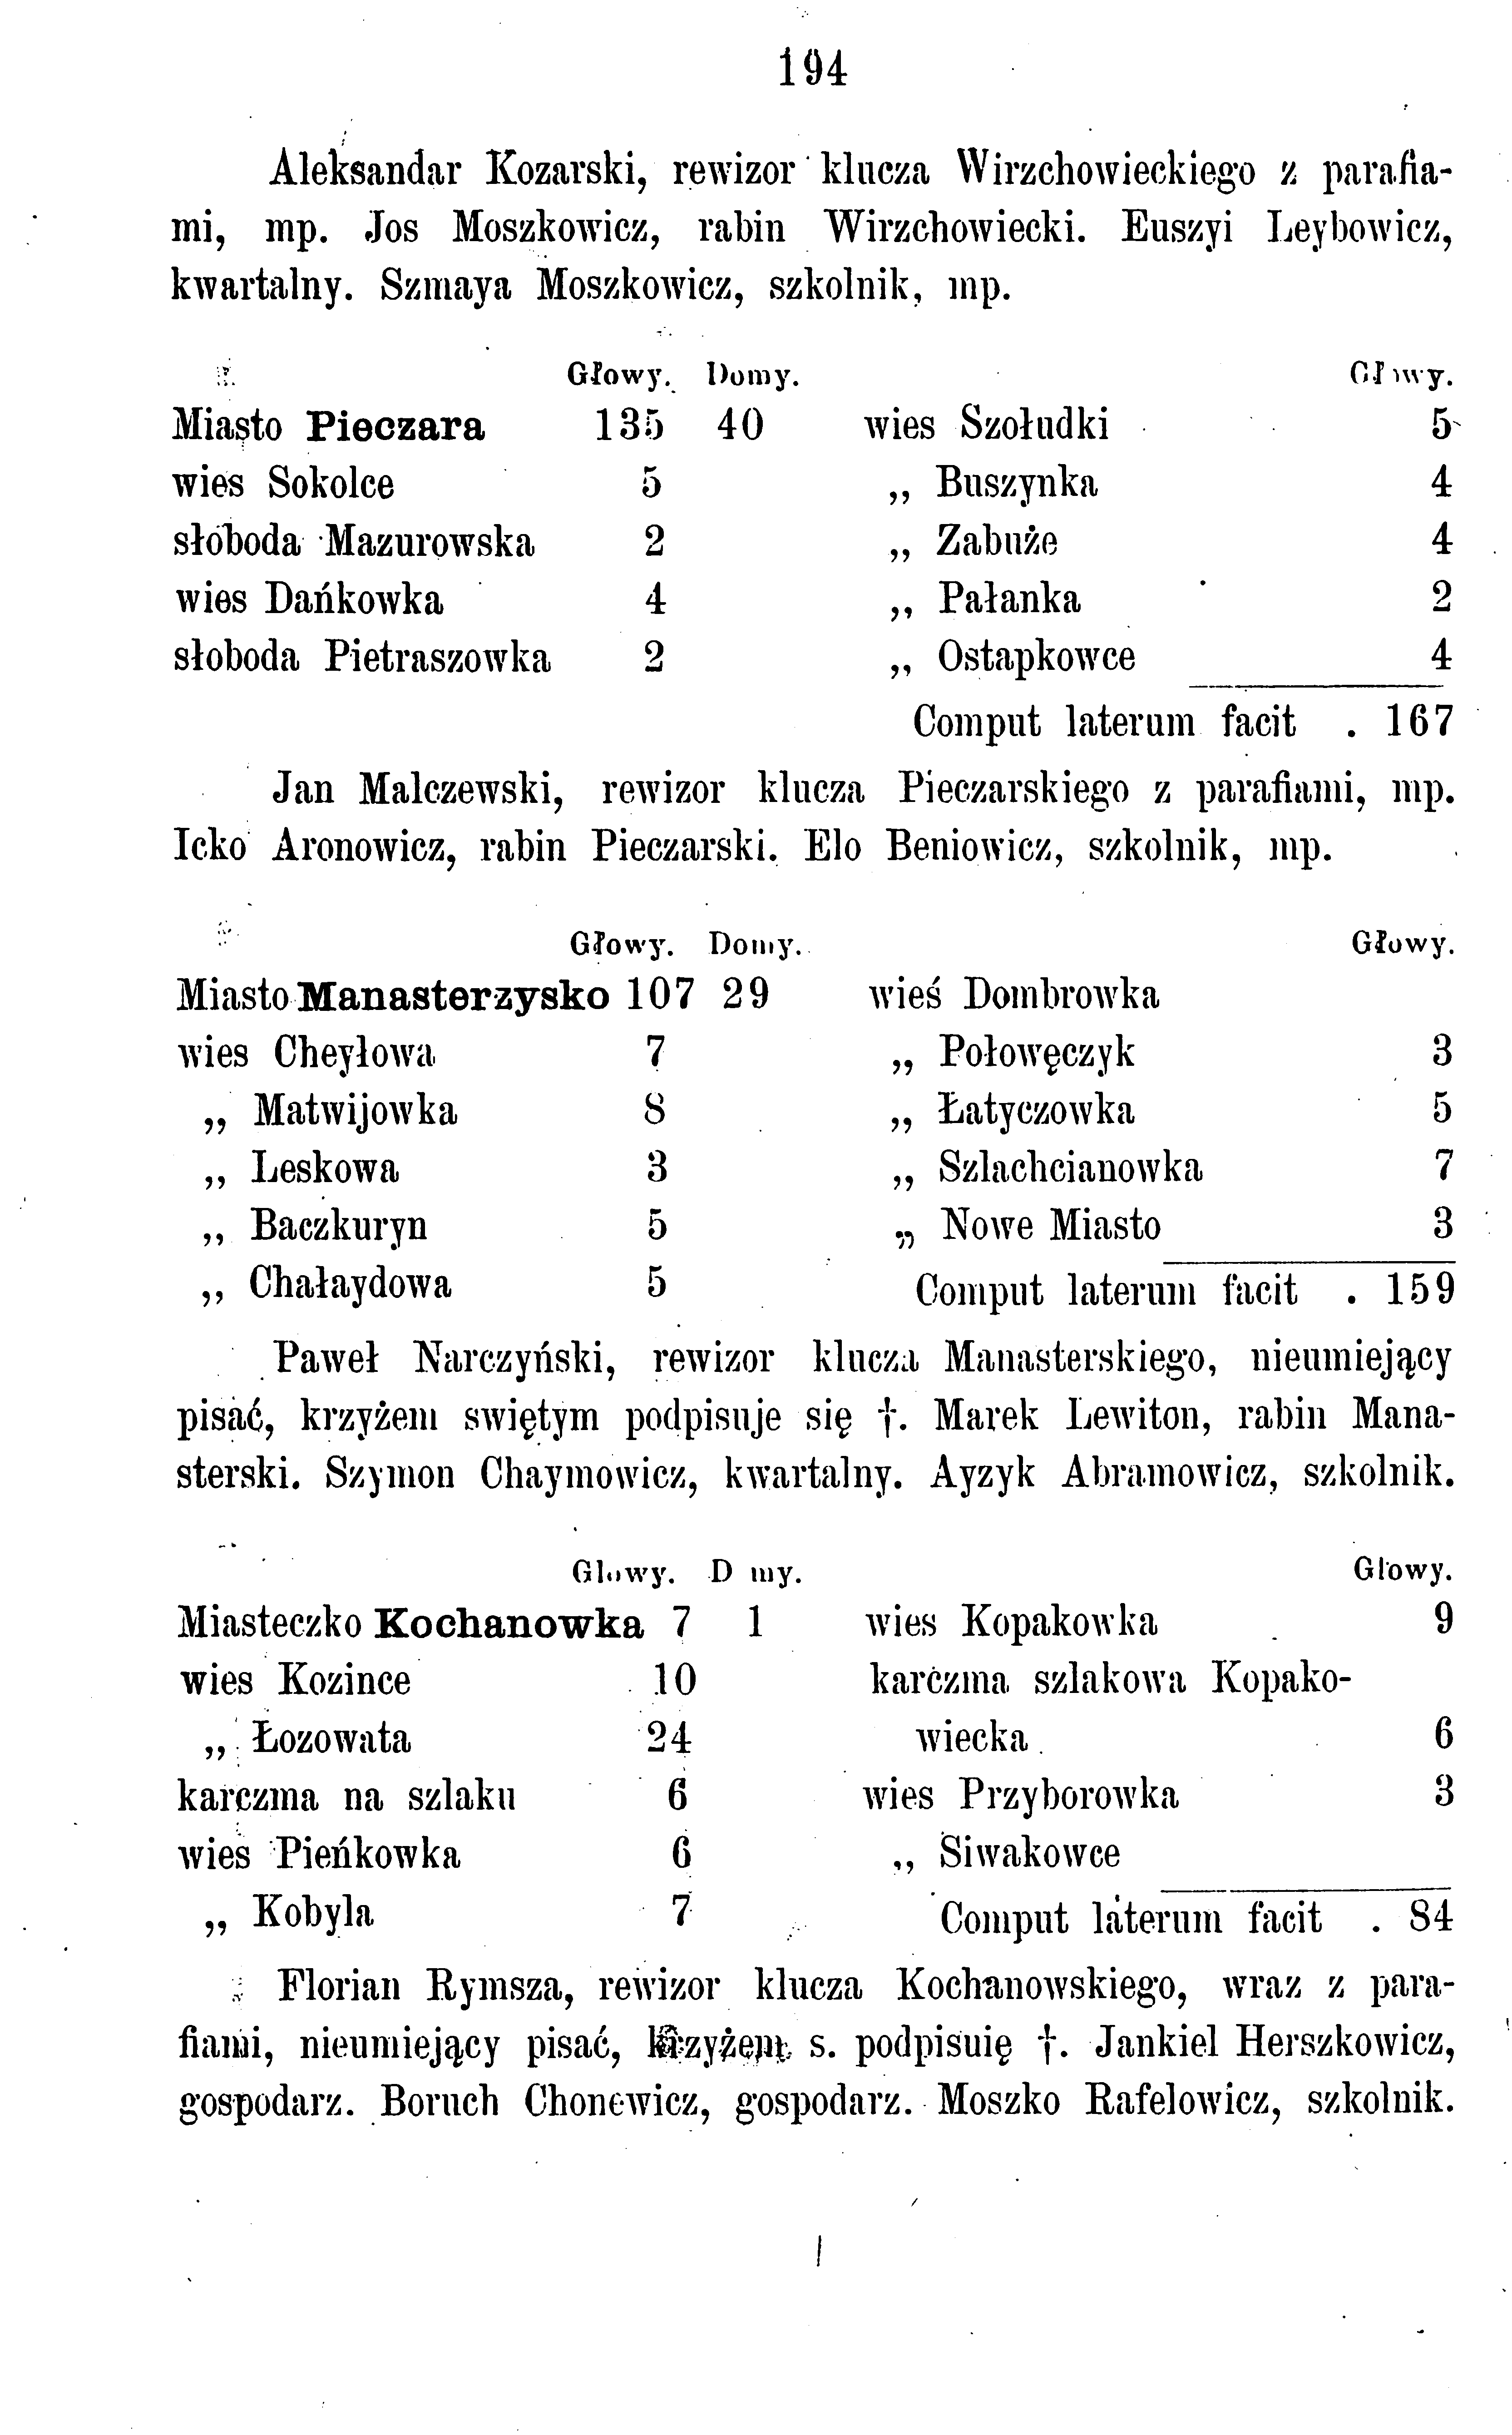 194
Aleksandar Kozarski, rewizor klucza Wirzchowieckiego z parafia-
mi, mp. Jos Moszkowicz, rabin Wirzchowiecki. Euszyi Leybowicz,
kwartalny. Szmaya Moszkowicz, szkolnik, mp.
Głowy. Domy. Głowy.
Miasto Pieczara 135 40 wies Szołudki 5
wies Sokolce 5 „ Buszynka 4
słoboda Mazurowska 2 „ Zabuże 4
wies Dańkowka 4 „ Pałanka 2
słoboda Pietraszowka 2 „ Ostapkowce 4
Comput laterum facit . 167
Jan Malczewski, rewizor klucza Pieczarskiego z parafiami, mp.
Icko Aronowicz, rabin Pieczarski. Elo Beniowicz, szkolnik, mp.
Głowy. Domy. Głowy.
Miasto Manasterzysko 107 29 wieś Dombrowka
wies Cheyłowa 7 „ Połowęczyk 3
„ Matwijowka 8 „ Łatyczowka 5
„ Leskowa 3 „ Szlachcianowka 7
„ Baczkuryn 5 „ Nowe Miasto 3
„ Chałaydowa 5 Comput laterum facit . 159
Paweł Narczyński, rewizor klucza Manasterskiego, nieumiejący
pisać, krzyżem swiętym podpisuje się †. Marek Lewiton, rabin Mana-
sterski. Szymon Chaymowicz, kwartalny. Ayzyk Abramowicz, szkolnik.
Głowy. Domy. Głowy.
Miasteczko Kochanowka 7 1 wies Kopakowka 9
wies Kozince 10 karczma szlakowa Kopako-
„ Łozowata 24 wiecka 6
karczma na szlaku 6 wies Przyborowka 3
wies Pieńkowka 6 „ Siwakowce
„ Kobyla 7 Comput laterum facit . 84
Florian Rymsza, rewizor klucza Kochanowskiego, wraz z para-
fiami, nieumiejący pisać, krzyżem s. podpisuię †. Jankiel Herszkowicz,
gospodarz. Boruch Chonewicz, gospodarz. Moszko Rafelowicz, szkolnik.